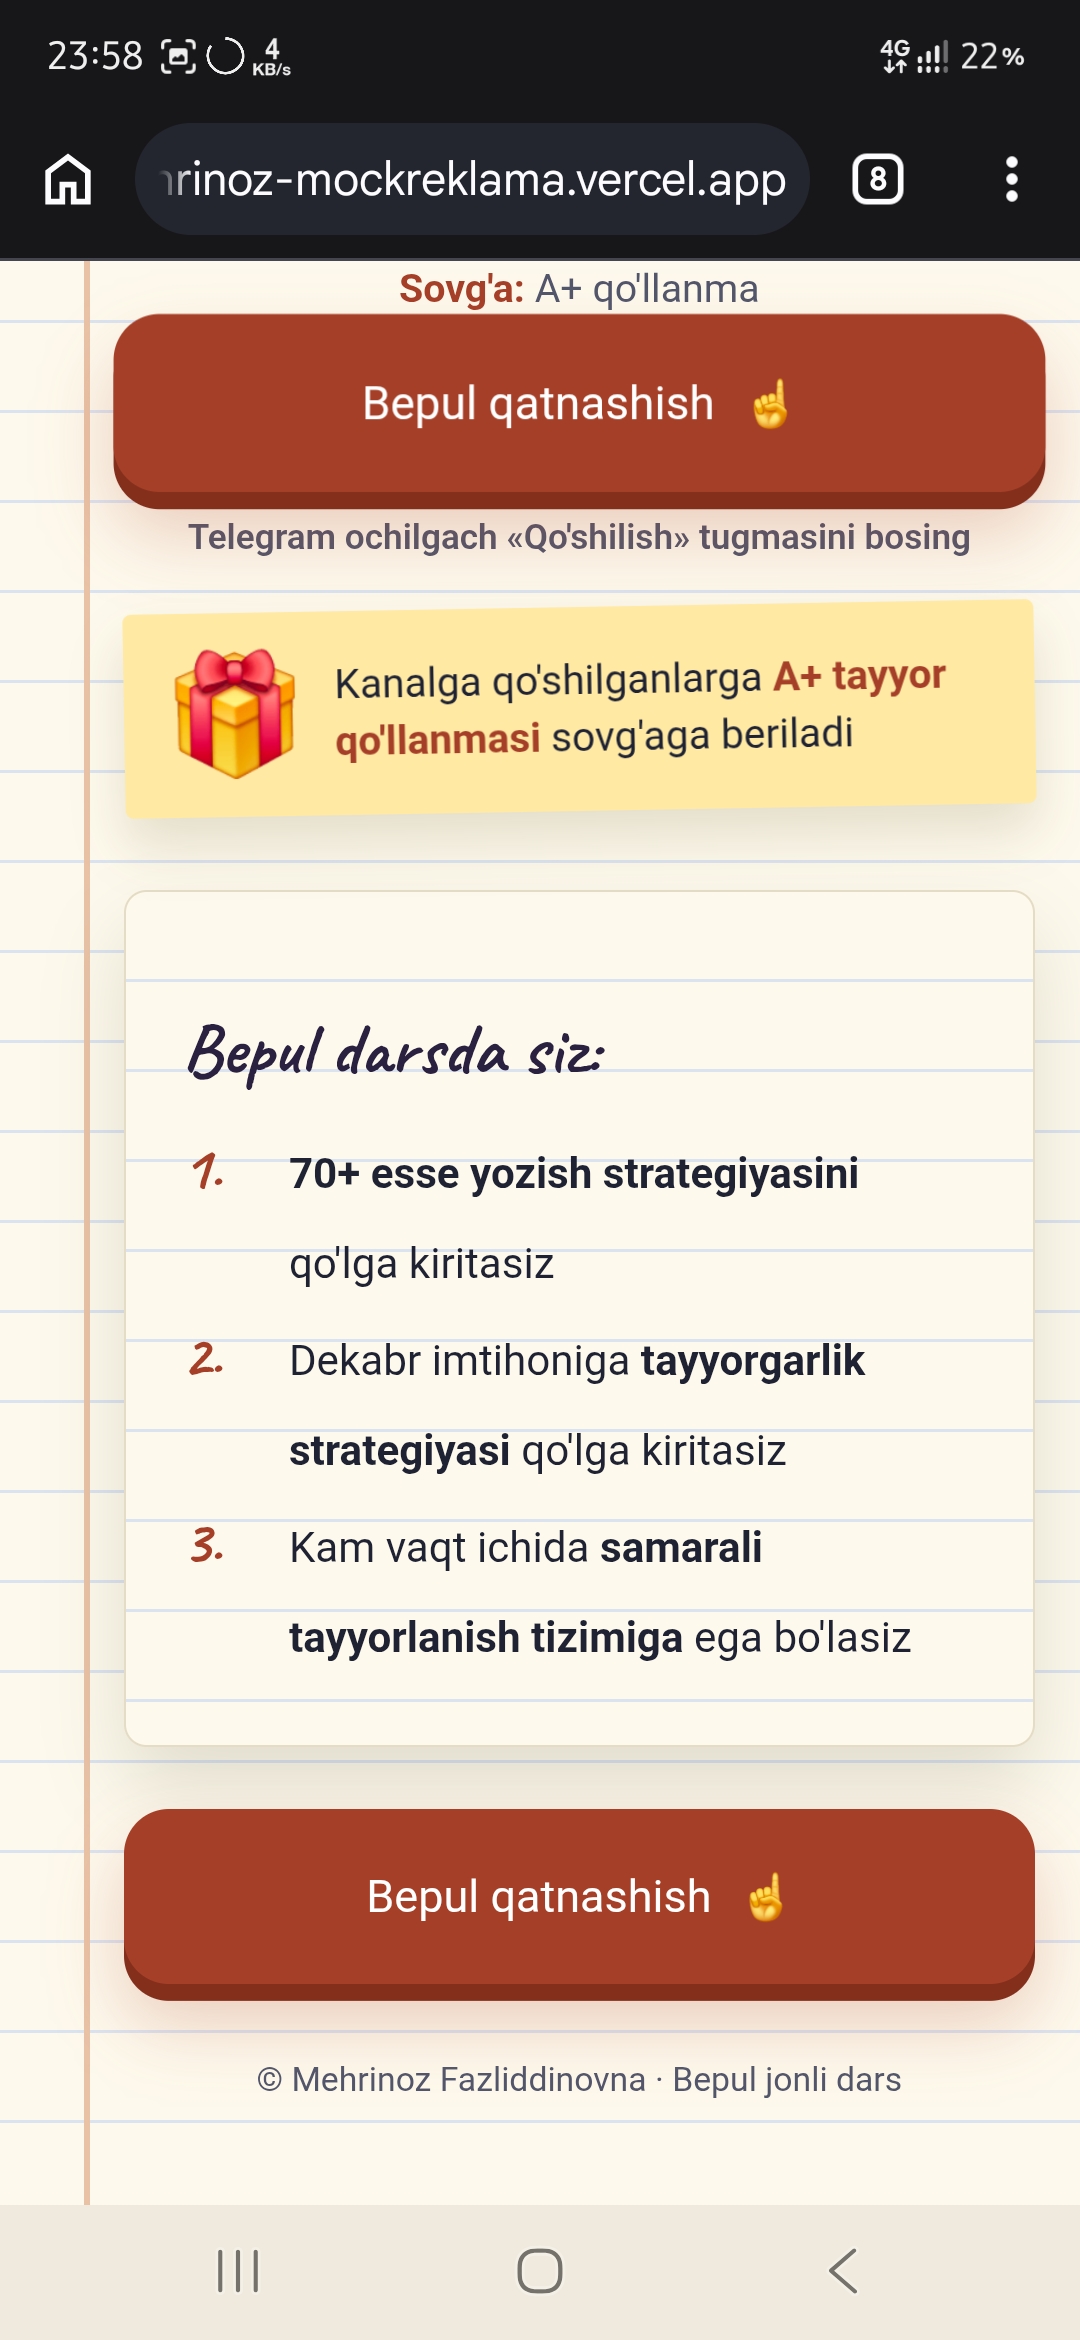 23:58
4
KB/s
4G
22%
rinoz-mockreklama.vercel.app
8
Sovg'a: A+ qo'llanma
Bepul qatnashish ☝️
Telegram ochilgach «Qo'shilish» tugmasini bosing
Kanalga qo'shilganlarga A+ tayyor
qo'llanmasi sovg'aga beriladi
Bepul darsda siz:
1. 70+ esse yozish strategiyasini
qo'lga kiritasiz
2. Dekabr imtihoniga tayyorgarlik
strategiyasi qo'lga kiritasiz
3. Kam vaqt ichida samarali
tayyorlanish tizimiga ega bo'lasiz
Bepul qatnashish ☝️
© Mehrinoz Fazliddinovna · Bepul jonli dars